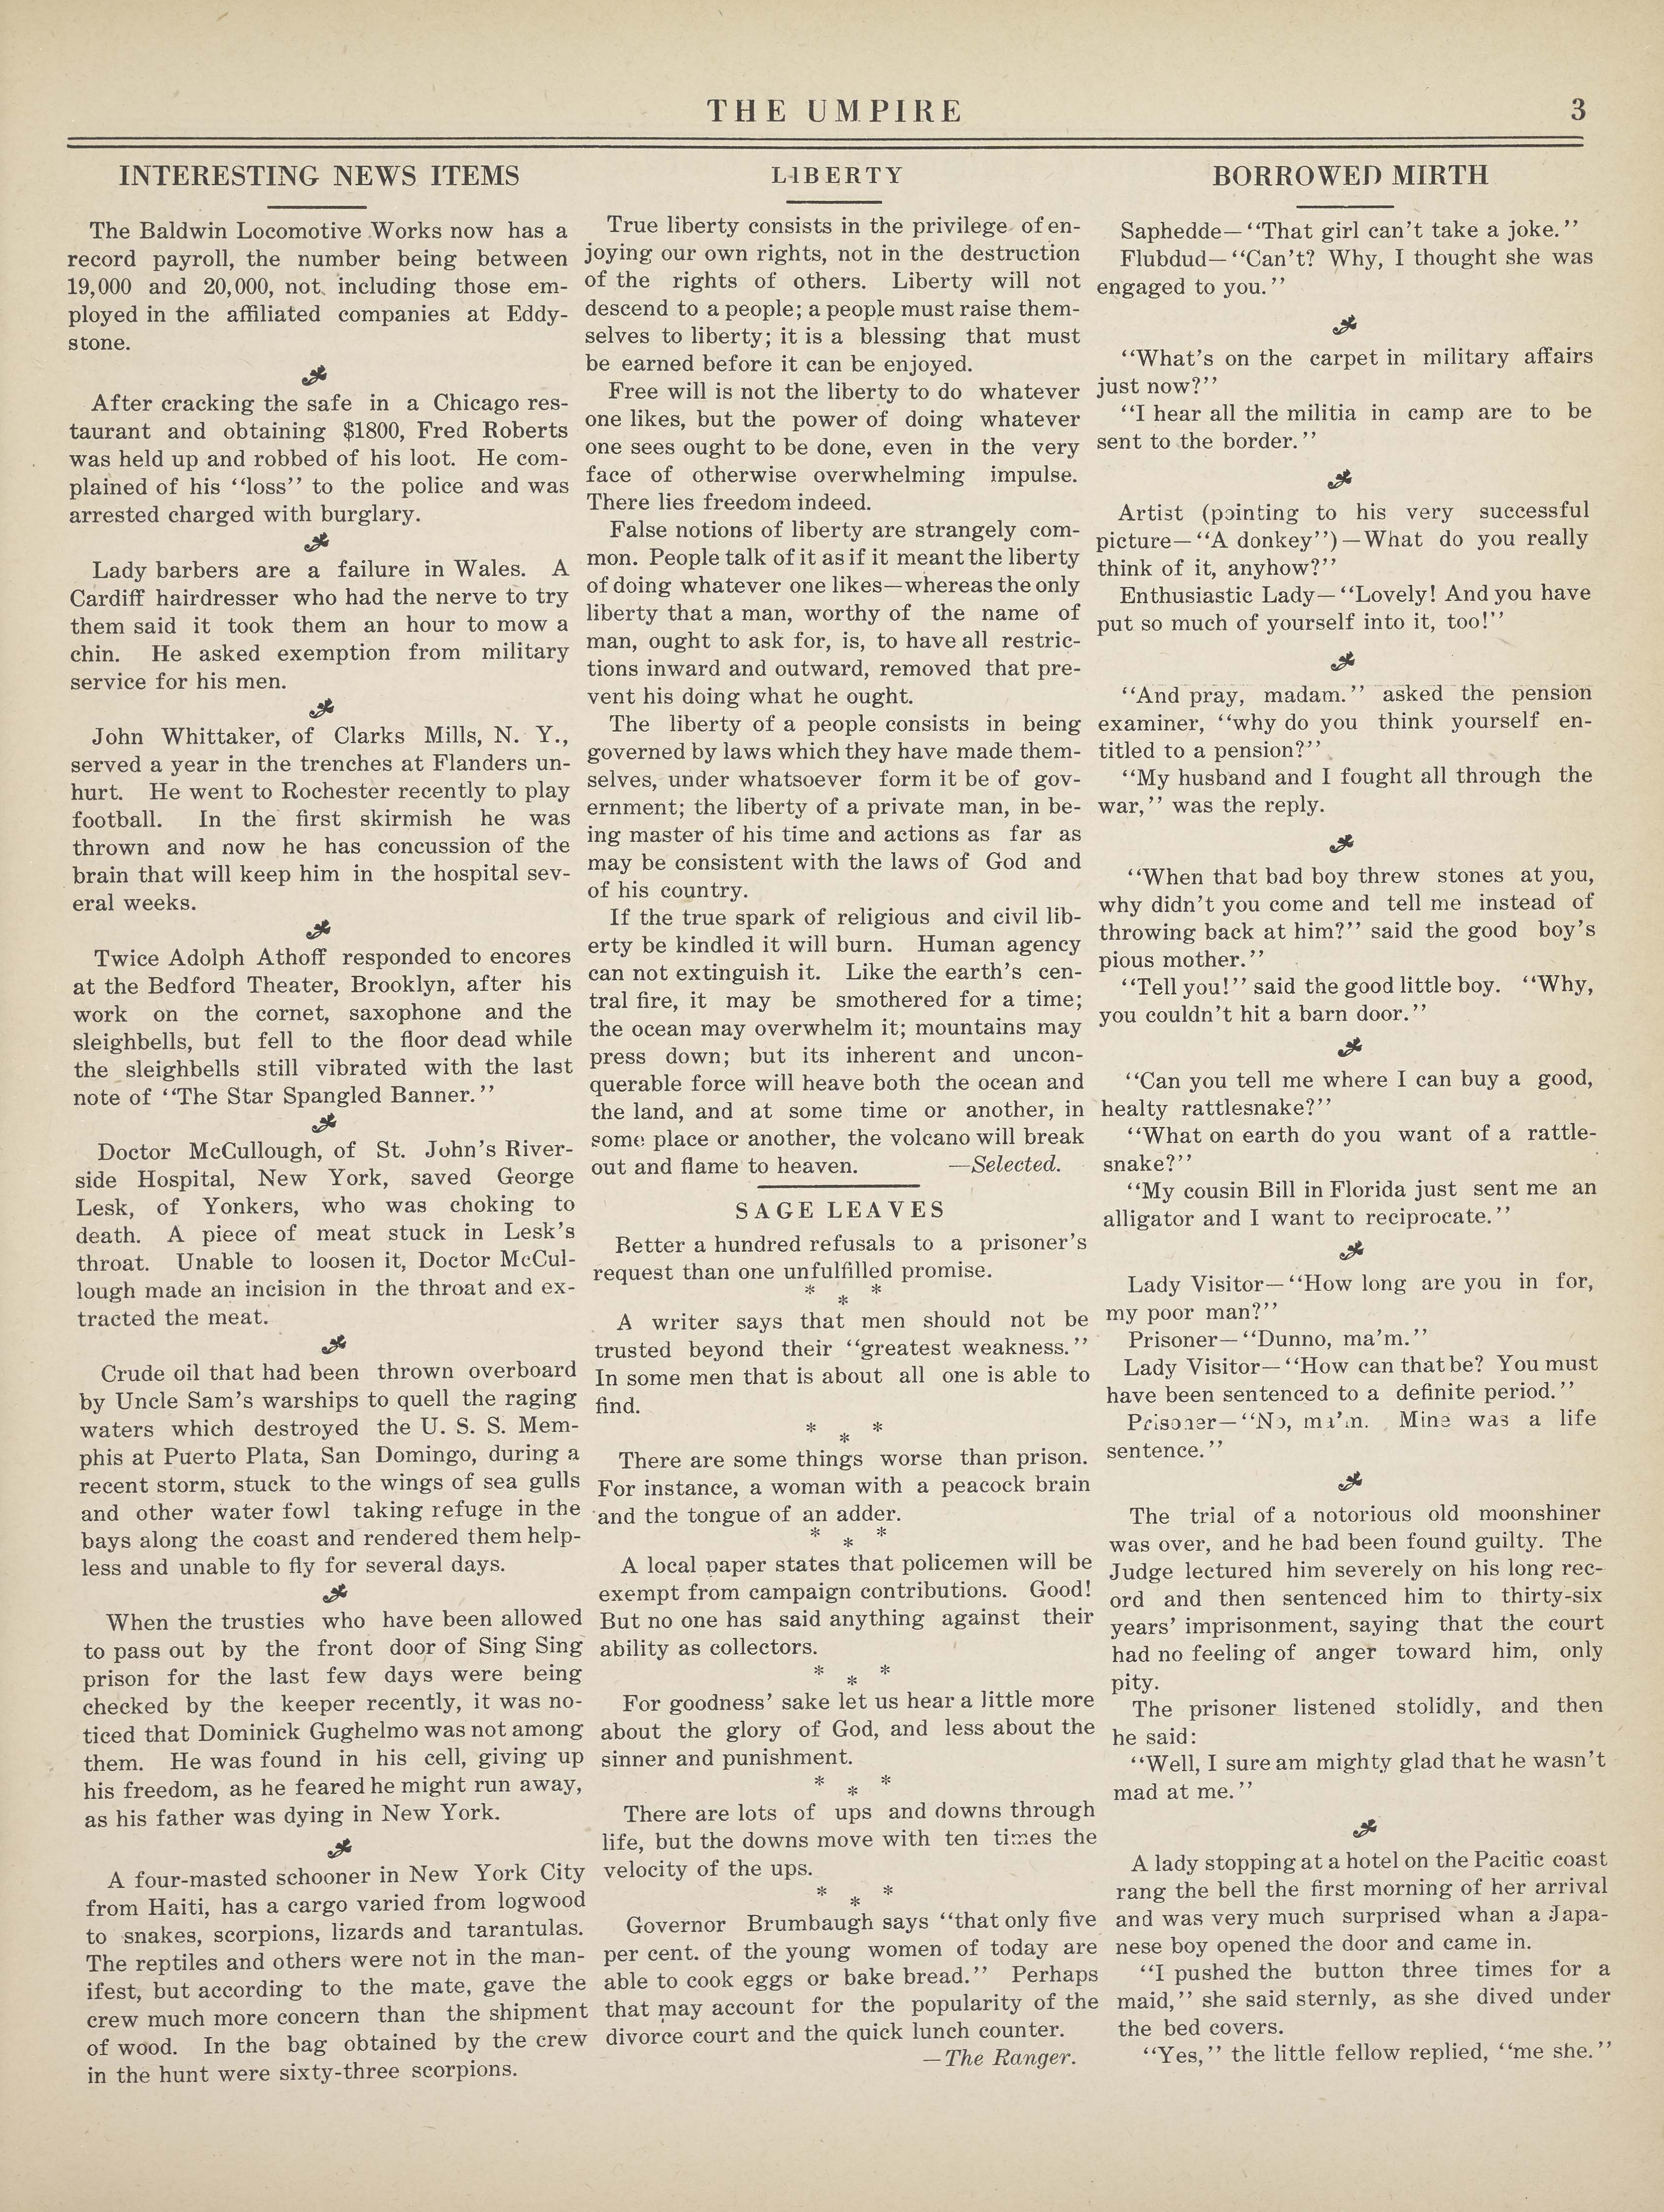 THE UMPIRE
3
INTERESTING NEWS ITEMS
The Baldwin Locomotive Works now has a
record payroll, the number being between
19,000 and 20,000, not including those em-
ployed in the affiliated companies at Eddy-
stone.
After cracking the safe in a Chicago res-
taurant and obtaining $1800, Fred Roberts
was held up and robbed of his loot. He com-
plained of his ‘‘loss’’ to the police and was
arrested charged with burglary.
Lady barbers are a failure in Wales. A
Cardiff hairdresser who had the nerve to try
them said it took them an hour to mow a
chin. He asked exemption from military
service for his men.
John Whittaker, of Clarks Mills, N. Y.,
served a year in the trenches at Flanders un-
hurt. He went to Rochester recently to play
football. In the first skirmish he was
thrown and now he has concussion of the
brain that will keep him in the hospital sev-
eral weeks.
Twice Adolph Athoff responded to encores
at the Bedford Theater, Brooklyn, after his
work on the cornet, saxophone and the
sleighbells, but fell to the floor dead while
the sleighbells still vibrated with the last
note of ‘‘The Star Spangled Banner.’’
Doctor McCullough, of St. John’s River-
side Hospital, New York, saved George
Lesk, of Yonkers, who was choking to
death. A piece of meat stuck in Lesk’s
throat. Unable to loosen it, Doctor McCul-
lough made an incision in the throat and ex-
tracted the meat.
Crude oil that had been thrown overboard
by Uncle Sam’s warships to quell the raging
waters which destroyed the U. S. S. Mem-
phis at Puerto Plata, San Domingo, during a
recent storm, stuck to the wings of sea gulls
and other water fowl taking refuge in the
bays along the coast and rendered them help-
less and unable to fly for several days.
When the trusties who have been allowed
to pass out by the front door of Sing Sing
prison for the last few days were being
checked by the keeper recently, it was no-
ticed that Dominick Gughelmo was not among
them. He was found in his cell, giving up
his freedom, as he feared he might run away,
as his father was dying in New York.
A four-masted schooner in New York City
from Haiti, has a cargo varied from logwood
to snakes, scorpions, lizards and tarantulas.
The reptiles and others were not in the man-
ifest, but according to the mate, gave the
crew much more concern than the shipment
of wood. In the bag obtained by the crew
in the hunt were sixty-three scorpions.
LIBERTY
True liberty consists in the privilege of en-
joying our own rights, not in the destruction
of the rights of others. Liberty will not
descend to a people; a people must raise them-
selves to liberty; it is a blessing that must
be earned before it can be enjoyed.
Free will is not the liberty to do whatever
one likes, but the power of doing whatever
one sees ought to be done, even in the very
face of otherwise overwhelming impulse.
There lies freedom indeed.
False notions of liberty are strangely com-
mon. People talk of it as if it meant the liberty
of doing whatever one likes—whereas the only
liberty that a man, worthy of the name of
man, ought to ask for, is, to have all restric-
tions inward and outward, removed that pre-
vent his doing what he ought.
The liberty of a people consists in being
governed by laws which they have made them-
selves, under whatsoever form it be of gov-
ernment; the liberty of a private man, in be-
ing master of his time and actions as far as
may be consistent with the laws of God and
of his country.
If the true spark of religious and civil lib-
erty be kindled it will burn. Human agency
can not extinguish it. Like the earth’s cen-
tral fire, it may be smothered for a time;
the ocean may overwhelm it; mountains may
press down; but its inherent and uncon-
querable force will heave both the ocean and
the land, and at some time or another, in
some place or another, the volcano will break
out and flame to heaven. —Selected.
SAGE LEAVES
Better a hundred refusals to a prisoner’s
request than one unfulfilled promise.
* * *
A writer says that men should not be
trusted beyond their ‘‘greatest weakness.’’
In some men that is about all one is able to
find.
* * *
There are some things worse than prison.
For instance, a woman with a peacock brain
and the tongue of an adder.
* * *
A local paper states that policemen will be
exempt from campaign contributions. Good!
But no one has said anything against their
ability as collectors.
* * *
For goodness’ sake let us hear a little more
about the glory of God, and less about the
sinner and punishment.
* * *
There are lots of ups and downs through
life, but the downs move with ten times the
velocity of the ups.
* * *
Governor Brumbaugh says ‘‘that only five
per cent. of the young women of today are
able to cook eggs or bake bread.’’ Perhaps
that may account for the popularity of the
divorce court and the quick lunch counter.
—The Ranger.
BORROWED MIRTH
Saphedde—‘‘That girl can’t take a joke.’’
Flubdud—‘‘Can’t? Why, I thought she was
engaged to you.’’
‘‘What’s on the carpet in military affairs
just now?’’
‘‘I hear all the militia in camp are to be
sent to the border.’’
Artist (pointing to his very successful
picture—‘‘A donkey’’)—What do you really
think of it, anyhow?’’
Enthusiastic Lady—‘‘Lovely! And you have
put so much of yourself into it, too!’’
‘‘And pray, madam.’’ asked the pension
examiner, ‘‘why do you think yourself en-
titled to a pension?’’
‘‘My husband and I fought all through the
war,’’ was the reply.
‘‘When that bad boy threw stones at you,
why didn’t you come and tell me instead of
throwing back at him?’’ said the good boy’s
pious mother.’’
‘‘Tell you!’’ said the good little boy. ‘‘Why,
you couldn’t hit a barn door.’’
‘‘Can you tell me where I can buy a good,
healty rattlesnake?’’
‘‘What on earth do you want of a rattle-
snake?’’
‘‘My cousin Bill in Florida just sent me an
alligator and I want to reciprocate.’’
Lady Visitor—‘‘How long are you in for,
my poor man?’’
Prisoner—‘‘Dunno, ma’m.’’
Lady Visitor—‘‘How can that be? You must
have been sentenced to a definite period.’’
Prisoner—‘‘No, ma’m. Mine was a life
sentence.’’
The trial of a notorious old moonshiner
was over, and he had been found guilty. The
Judge lectured him severely on his long rec-
ord and then sentenced him to thirty-six
years’ imprisonment, saying that the court
had no feeling of anger toward him, only
pity.
The prisoner listened stolidly, and then
he said:
‘‘Well, I sure am mighty glad that he wasn’t
mad at me.’’
A lady stopping at a hotel on the Pacific coast
rang the bell the first morning of her arrival
and was very much surprised whan a Japa-
nese boy opened the door and came in.
‘‘I pushed the button three times for a
maid,’’ she said sternly, as she dived under
the bed covers.
‘‘Yes,’’ the little fellow replied, ‘‘me she.’’